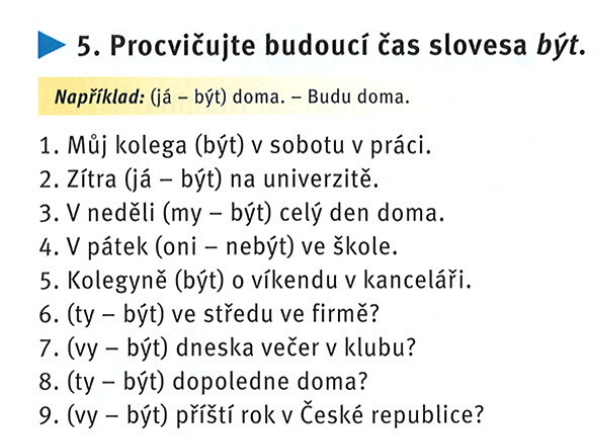 5. Procvičujte budoucí čas slovesa být.
Například: (já – být) doma. – Budu doma.
1. Můj kolega (být) v sobotu v práci.
2. Zítra (já – být) na univerzitě.
3. V neděli (my – být) celý den doma.
4. V pátek (oni – nebýt) ve škole.
5. Kolegyně (být) o víkendu v kanceláři.
6. (ty – být) ve středu ve firmě?
7. (vy – být) dneska večer v klubu?
8. (ty – být) dopoledne doma?
9. (vy – být) příští rok v České republice?